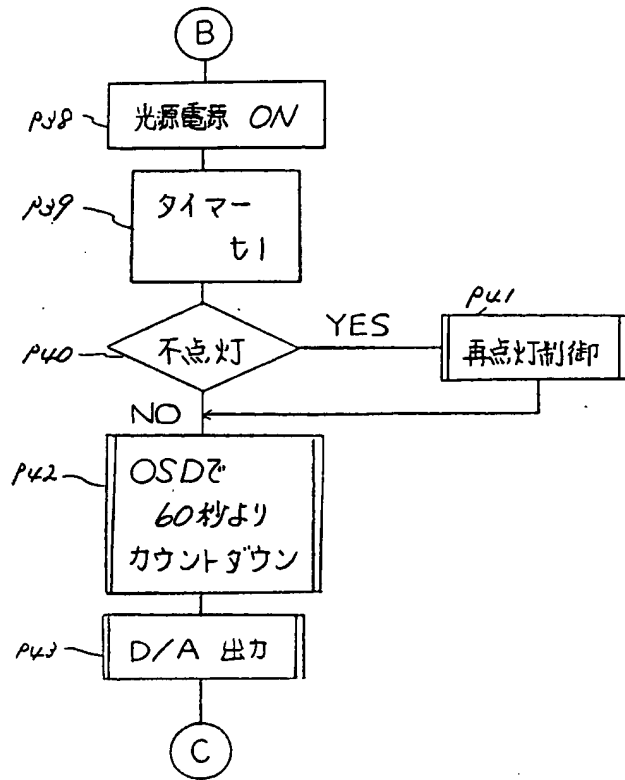 B
P38
光源電源 ON
P39
タイマー
t1
P40
不点灯
YES
P41
再点灯制御
NO
P42
OSDで
60秒より
カウントダウン
P43
D/A 出力
C